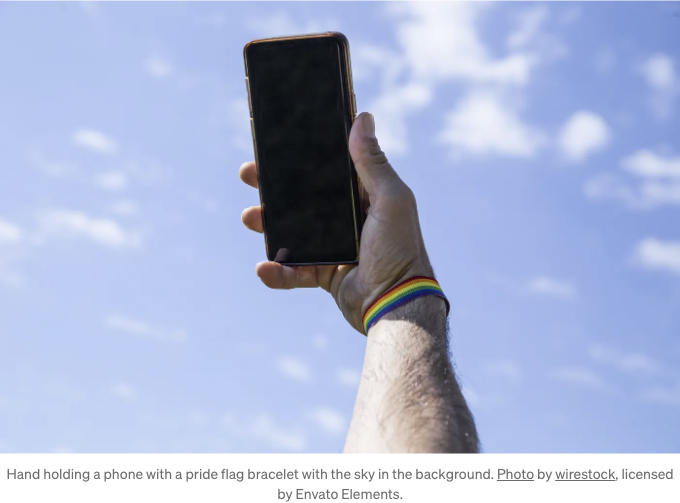 Hand holding a phone with a pride flag bracelet with the sky in the background. Photo by wirestock, licensed
by Envato Elements.